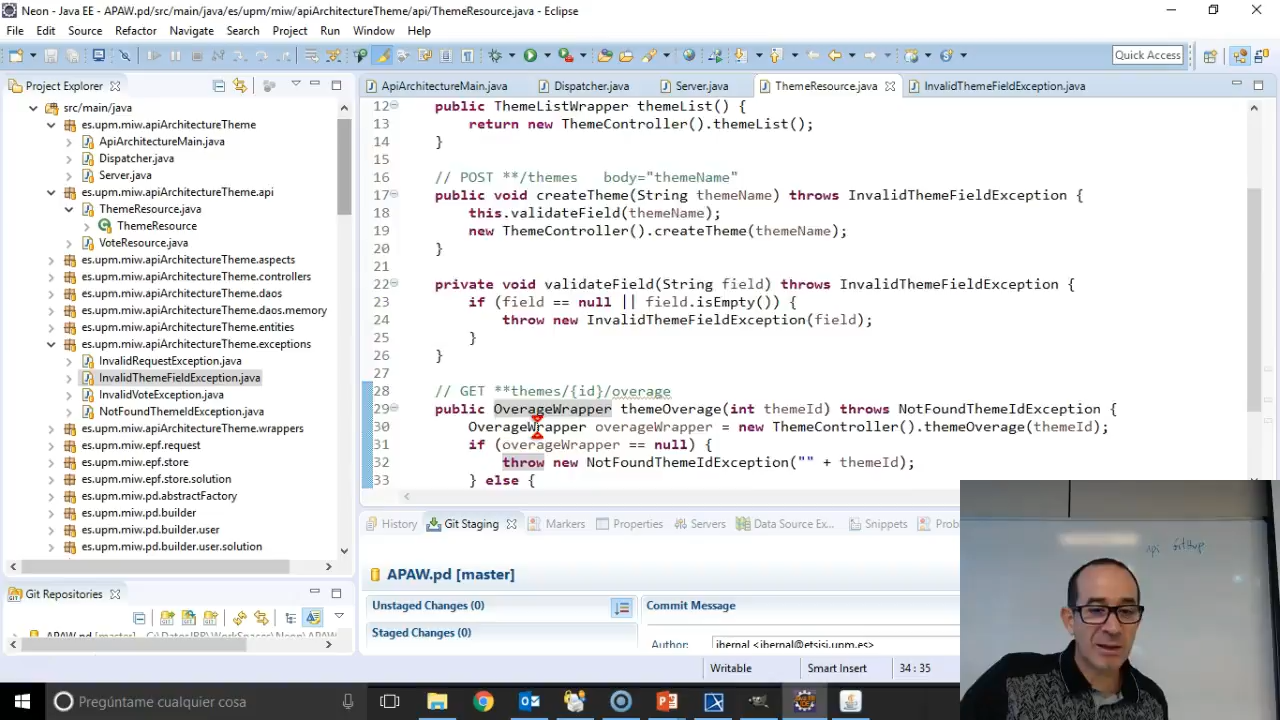 Neon - Java EE - APAW.pd/src/main/java/es/upm/miw/apiArchitectureTheme/api/ThemeResource.java - Eclipse
File Edit Source Refactor Navigate Search Project Run Window Help
Quick Access
Project Explorer
src/main/java
es.upm.miw.apiArchitectureTheme
ApiArchitectureMain.java
Dispatcher.java
Server.java
es.upm.miw.apiArchitectureTheme.api
ThemeResource.java
ThemeResource
VoteResource.java
es.upm.miw.apiArchitectureTheme.aspects
es.upm.miw.apiArchitectureTheme.controllers
es.upm.miw.apiArchitectureTheme.daos
es.upm.miw.apiArchitectureTheme.daos.memory
es.upm.miw.apiArchitectureTheme.entities
es.upm.miw.apiArchitectureTheme.exceptions
InvalidRequestException.java
InvalidThemeFieldException.java
InvalidVoteException.java
NotFoundThemeIdException.java
es.upm.miw.apiArchitectureTheme.wrappers
es.upm.miw.epf.request
es.upm.miw.epf.store
es.upm.miw.epf.store.solution
es.upm.miw.pd.abstractFactory
es.upm.miw.pd.builder
es.upm.miw.pd.builder.user
es.upm.miw.pd.builder.user.solution
Git Repositories
ApiArchitectureMain.java Dispatcher.java Server.java ThemeResource.java InvalidThemeFieldException.java
12 public ThemeListWrapper themeList() {
13 return new ThemeController().themeList();
14 }
15
16 // POST **/themes body="themeName"
17 public void createTheme(String themeName) throws InvalidThemeFieldException {
18 this.validateField(themeName);
19 new ThemeController().createTheme(themeName);
20 }
21
22 private void validateField(String field) throws InvalidThemeFieldException {
23 if (field == null || field.isEmpty()) {
24 throw new InvalidThemeFieldException(field);
25 }
26 }
27
28 // GET **themes/{id}/overage
29 public OverageWrapper themeOverage(int themeId) throws NotFoundThemeIdException {
30 OverageWrapper overageWrapper = new ThemeController().themeOverage(themeId);
31 if (overageWrapper == null) {
32 throw new NotFoundThemeIdException("" + themeId);
33 } else {
History Git Staging Markers Properties Servers Data Source Ex... Snippets Prob
APAW.pd [master]
Unstaged Changes (0)
Staged Changes (0)
Commit Message
Author: jbernal <jbernal@etsisi.upm.es>
Writable Smart Insert 34 : 35
api GitHup
Pregúntame cualquier cosa